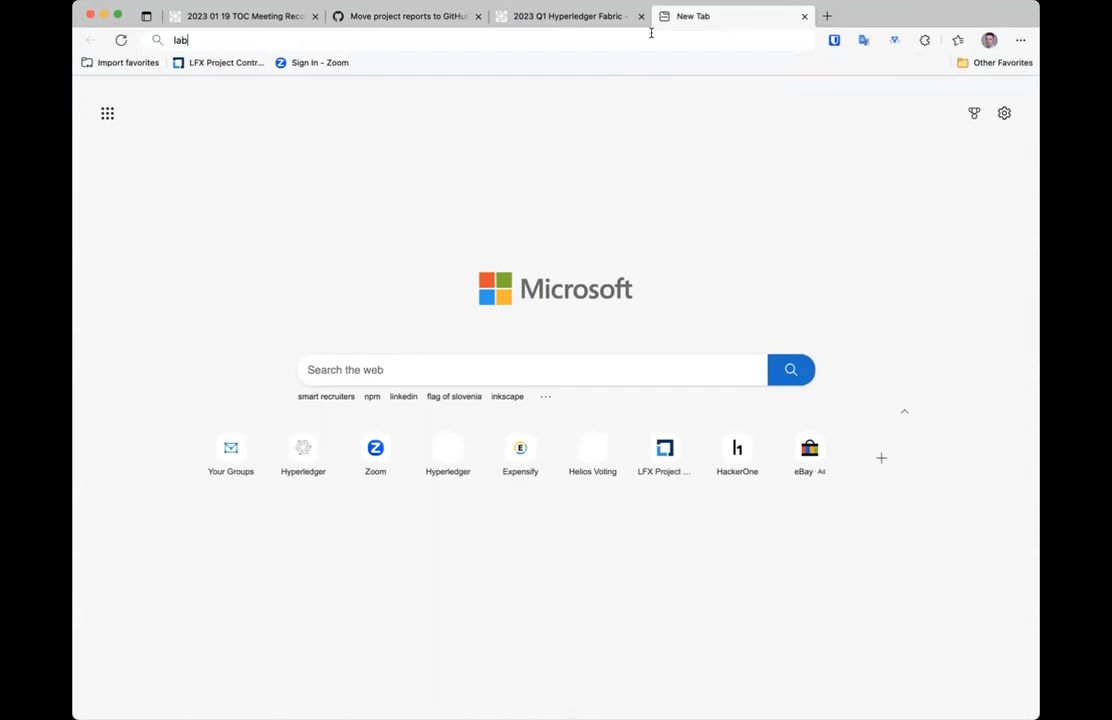 2023 01 19 TOC Meeting Reco
Move project reports to GitHu
2023 Q1 Hyperledger Fabric -
New Tab
lab
Import favorites
LFX Project Contr...
Sign In - Zoom
Other Favorites
Microsoft
Search the web
smart recruiters
npm
linkedin
flag of slovenia
inkscape
Your Groups
Hyperledger
Zoom
Hyperledger
Expensify
Helios Voting
LFX Project ...
HackerOne
eBay · Ad